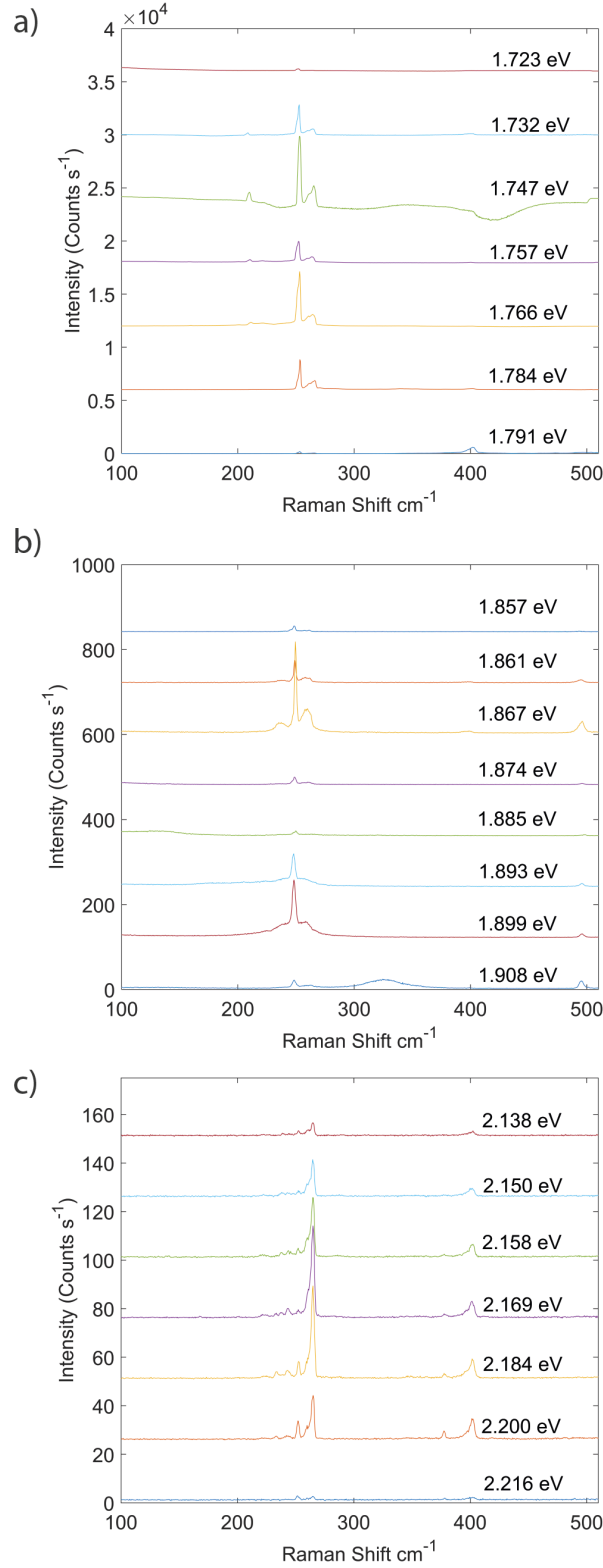 a)
×10⁴
4
3.5
3
2.5
2
1.5
1
0.5
0
Intensity (Counts s⁻¹)
1.723 eV
1.732 eV
1.747 eV
1.757 eV
1.766 eV
1.784 eV
1.791 eV
100 200 300 400 500
Raman Shift cm⁻¹
b)
1000
800
600
400
200
0
Intensity (Counts s⁻¹)
1.857 eV
1.861 eV
1.867 eV
1.874 eV
1.885 eV
1.893 eV
1.899 eV
1.908 eV
100 200 300 400 500
Raman Shift cm⁻¹
c)
160
140
120
100
80
60
40
20
0
Intensity (Counts s⁻¹)
2.138 eV
2.150 eV
2.158 eV
2.169 eV
2.184 eV
2.200 eV
2.216 eV
100 200 300 400 500
Raman Shift cm⁻¹